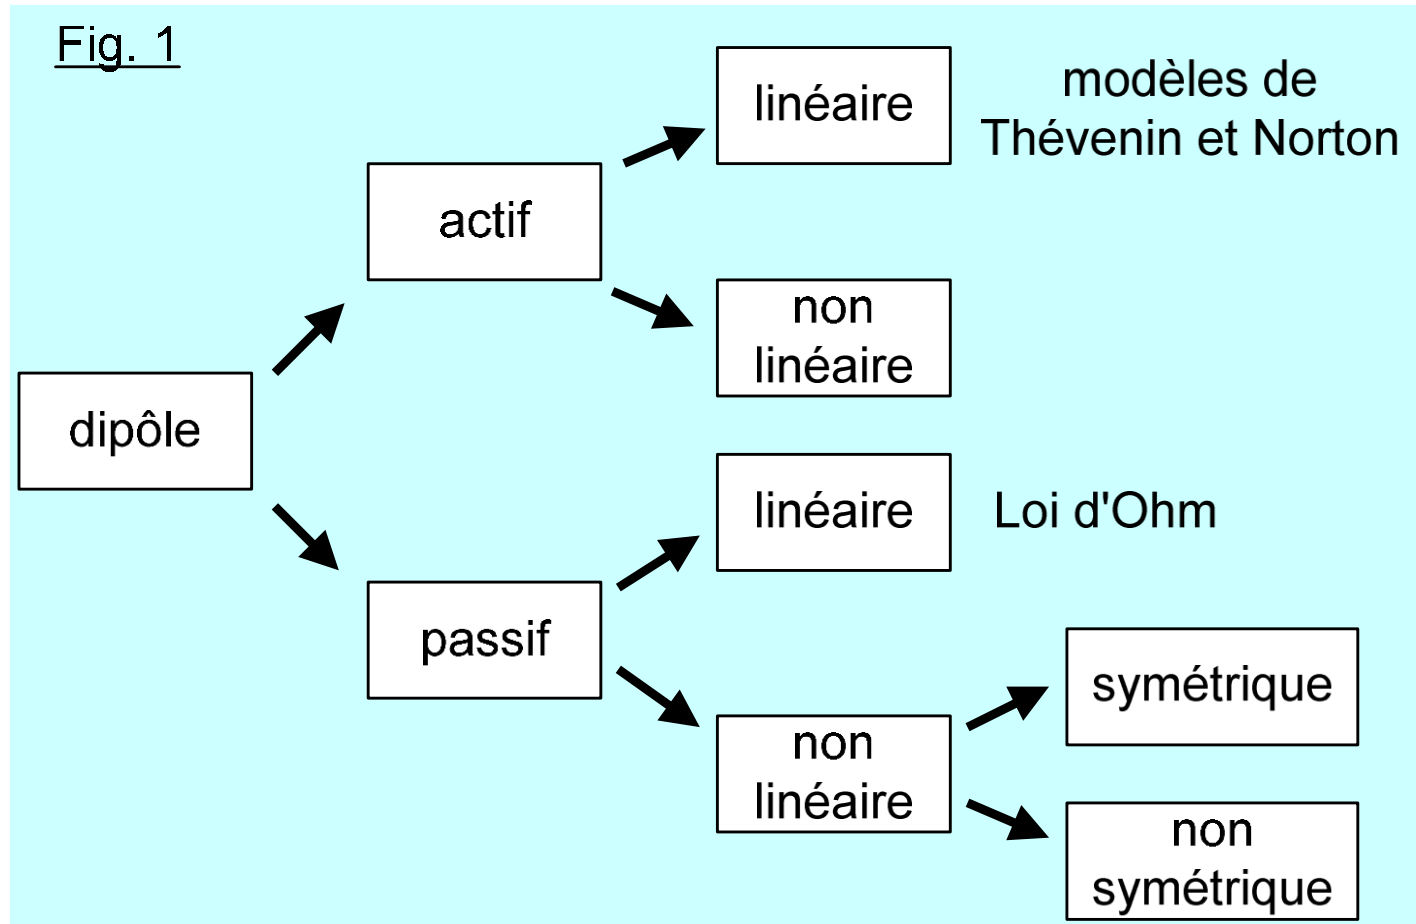 Fig. 1
linéaire
modèles de
Thévenin et Norton
actif
non
linéaire
dipôle
linéaire
Loi d'Ohm
passif
symétrique
non
linéaire
non
symétrique